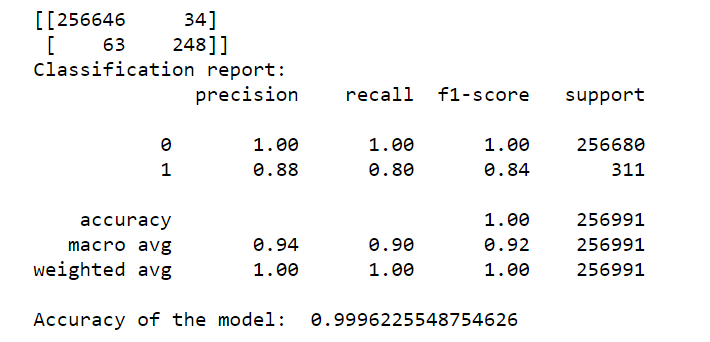 [[256646     34]
 [    63    248]]
Classification report:
              precision    recall  f1-score   support

           0       1.00      1.00      1.00    256680
           1       0.88      0.80      0.84       311

    accuracy                           1.00    256991
   macro avg       0.94      0.90      0.92    256991
weighted avg       1.00      1.00      1.00    256991

Accuracy of the model:  0.9996225548754626